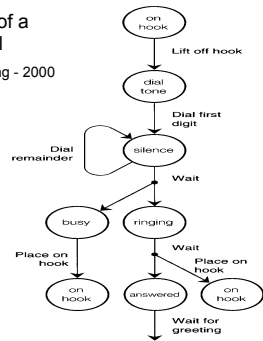 of a
l
ng - 2000
on
hook
Lift off hook
dial
tone
Dial first
digit
Dial
remainder
silence
Wait
busy
ringing
Wait
Place on
hook
Place on
hook
on
hook
answered
on
hook
Wait for
greeting